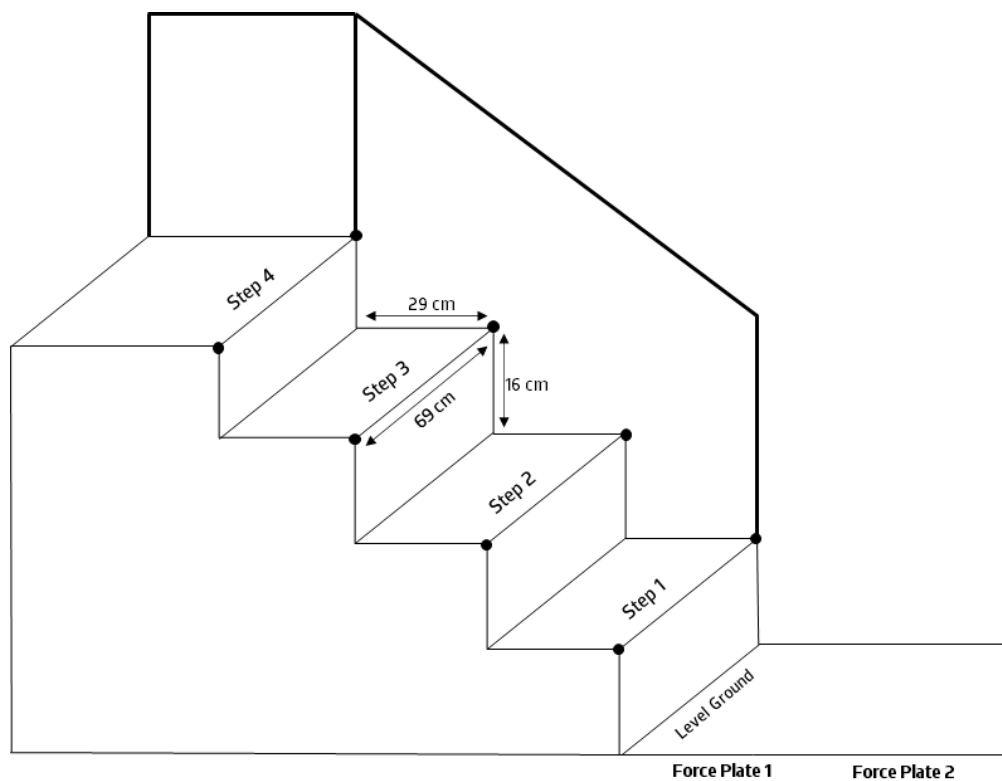 Step 4
29 cm
Step 3
16 cm
69 cm
Step 2
Step 1
Level Ground
Force Plate 1
Force Plate 2